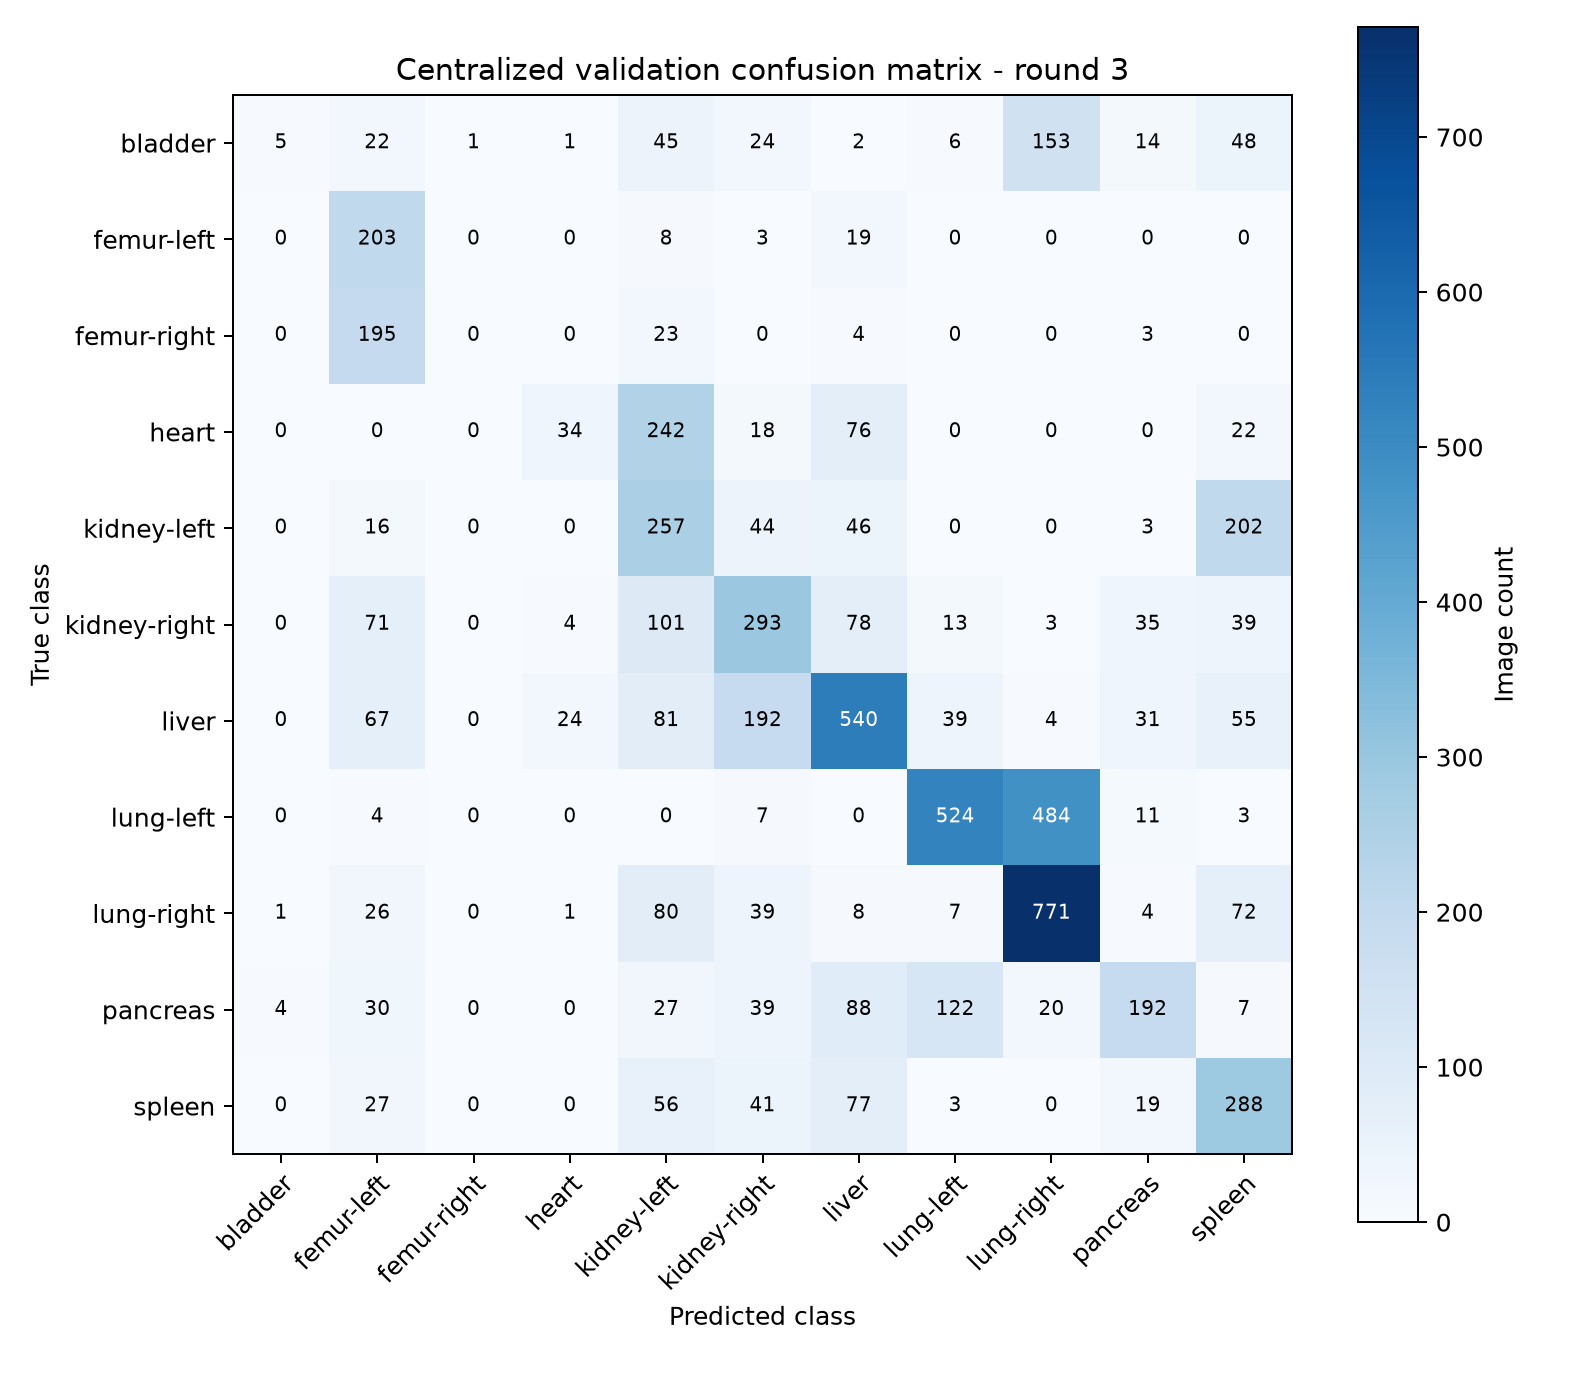 Centralized validation confusion matrix - round 3
True class
bladder 5 22 1 1 45 24 2 6 153 14 48
femur-left 0 203 0 0 8 3 19 0 0 0 0
femur-right 0 195 0 0 23 0 4 0 0 3 0
heart 0 0 0 34 242 18 76 0 0 0 22
kidney-left 0 16 0 0 257 44 46 0 0 3 202
kidney-right 0 71 0 4 101 293 78 13 3 35 39
liver 0 67 0 24 81 192 540 39 4 31 55
lung-left 0 4 0 0 0 7 0 524 484 11 3
lung-right 1 26 0 1 80 39 8 7 771 4 72
pancreas 4 30 0 0 27 39 88 122 20 192 7
spleen 0 27 0 0 56 41 77 3 0 19 288
bladder femur-left femur-right heart kidney-left kidney-right liver lung-left lung-right pancreas spleen
Predicted class
700
600
500
400
300
200
100
0
Image count